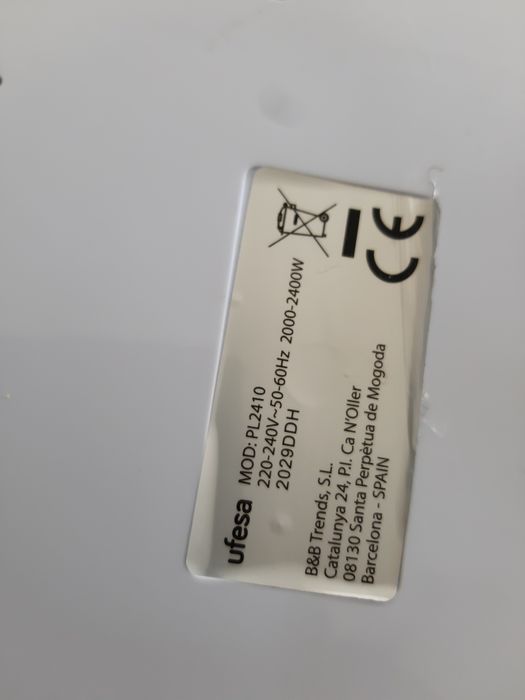 ufesa MOD: PL2410
220-240V~50-60Hz 2000-2400W
2029DDH
B&B Trends, S.L.
Catalunya 24, P.I. Ca N'Oller
08130 Santa Perpètua de Mogoda
Barcelona - SPAIN
CE